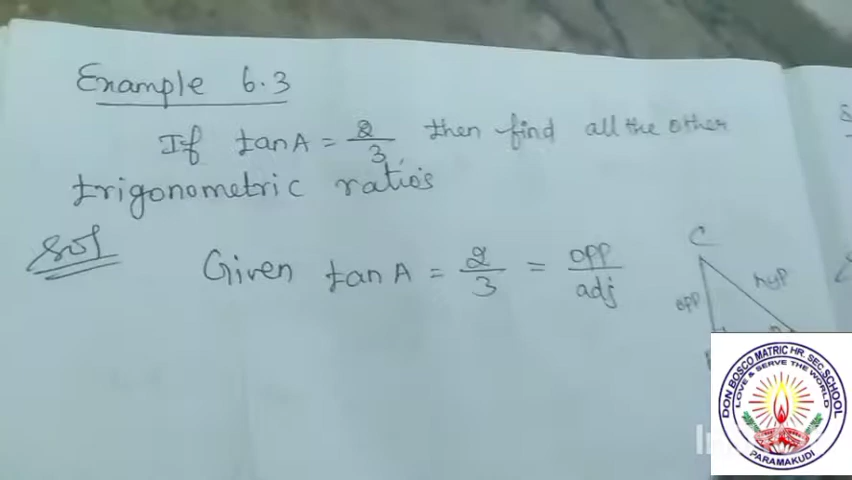 Example 6.3
If tan A = 2/3, then find all the other
trigonometric ratio's
Sol
Given tan A = 2/3 = opp/adj
C
opp hyp
DON BOSCO MATRIC HR. SEC. SCHOOL
LOVE & SERVE THE WORLD
PARAMAKUDI